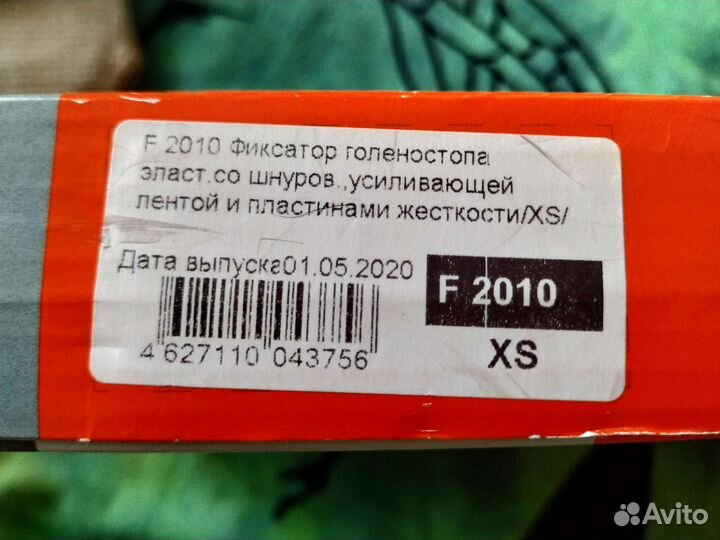 F 2010 Фиксатор голеностопа
эласт.со шнуров.,усиливающей
лентой и пластинами жесткости/XS/
Дата выпуска01.05.2020
F 2010
XS
4 627110 043756
Avito